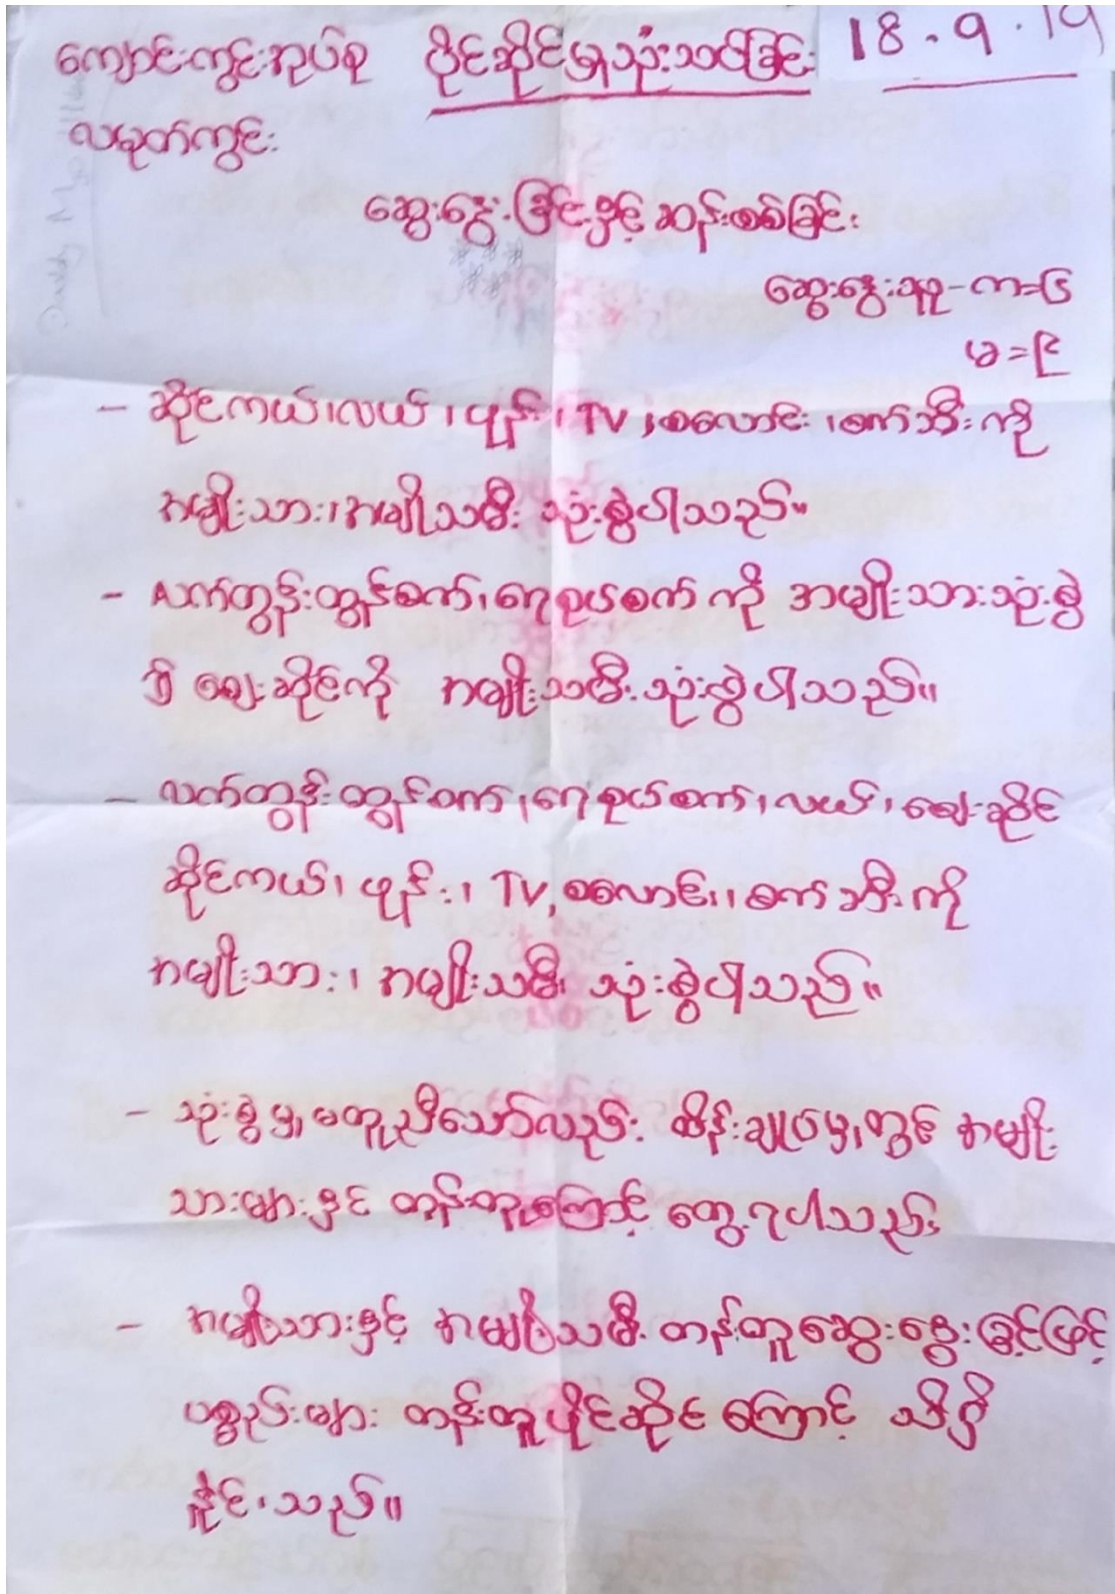 ကျောင်းကွင်းအုပ်စု ပိုင်ဆိုင်မှုသုံးသပ်ခြင်း 18.9.19
လမုတ်ကွင်း
ဆွေးနွေးခြင်းနှင့် ဆန်းစစ်ခြင်း
ဆွေးနွေးသူ-ကျား=၆
မ=၉
- ဆိုင်ကယ်၊လယ်၊ဖုန်း၊TV၊စလောင်း၊စက်ဘီးကို
အမျိုးသား၊အမျိုးသမီး သုံးစွဲပါသည်။
- လက်တွန်းထွန်စက်၊ရေစုပ်စက် ကို အမျိုးသားသုံးစွဲ
၍ ဈေးဆိုင်ကို အမျိုးသမီး သုံးစွဲပါသည်။
- လက်တွန်းထွန်စက်၊ရေစုပ်စက်၊လယ်၊ဈေးဆိုင်
ဆိုင်ကယ်၊ ဖုန်း၊ TV,စလောင်း၊စက်ဘီးကို
အမျိုးသား၊ အမျိုးသမီး သုံးစွဲပါသည်။
- သုံးစွဲမှုမတူညီသော်လည်း ထိန်းချုပ်မှုတွင် အမျိုး
သားများနှင့် တန်းတူကြောင့် တွေ့ရပါသည်။
- အမျိုးသားနှင့် အမျိုးသမီး တန်းတူဆွေးနွေးခြင်းဖြင့်
ပစ္စည်းများ တန်းတူပိုင်ဆိုင်ကြောင့် သိရှိ
နိုင်သည်။